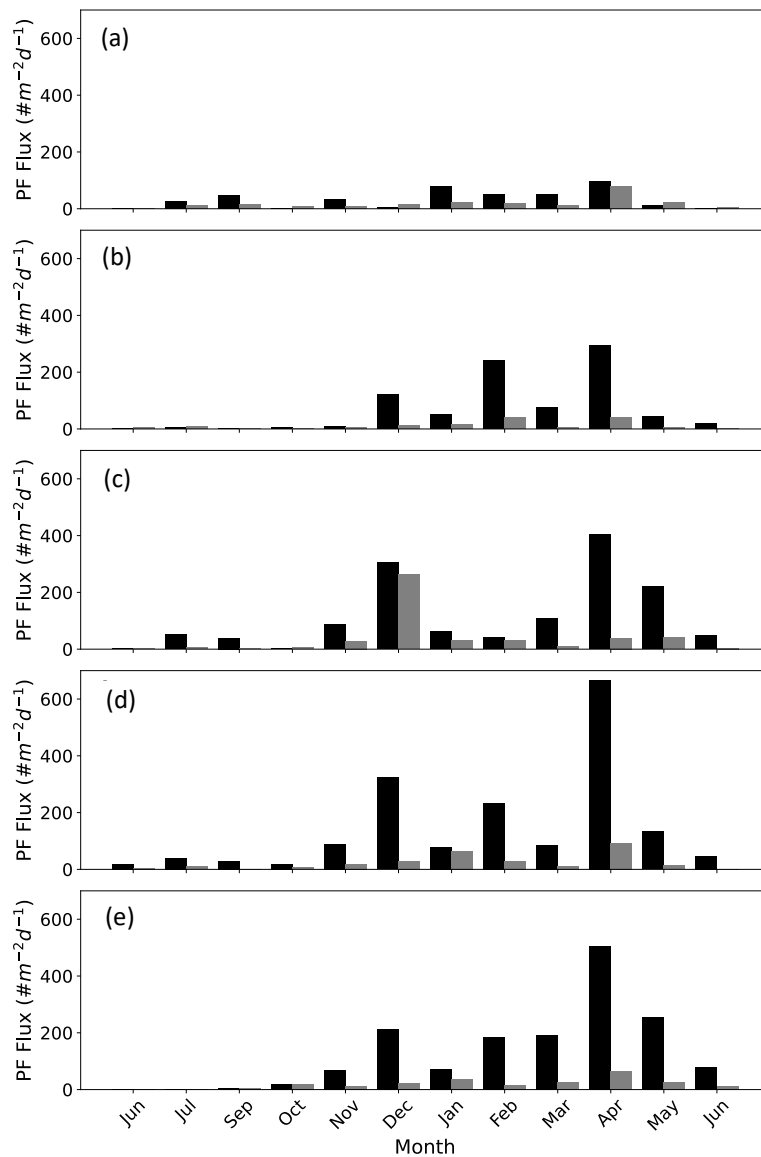 (a)
PF Flux (#m⁻²d⁻¹)
600
400
200
0
(b)
PF Flux (#m⁻²d⁻¹)
600
400
200
0
(c)
PF Flux (#m⁻²d⁻¹)
600
400
200
0
(d)
PF Flux (#m⁻²d⁻¹)
600
400
200
0
(e)
PF Flux (#m⁻²d⁻¹)
600
400
200
0
Jun Jul Sep Oct Nov Dec Jan Feb Mar Apr May Jun
Month